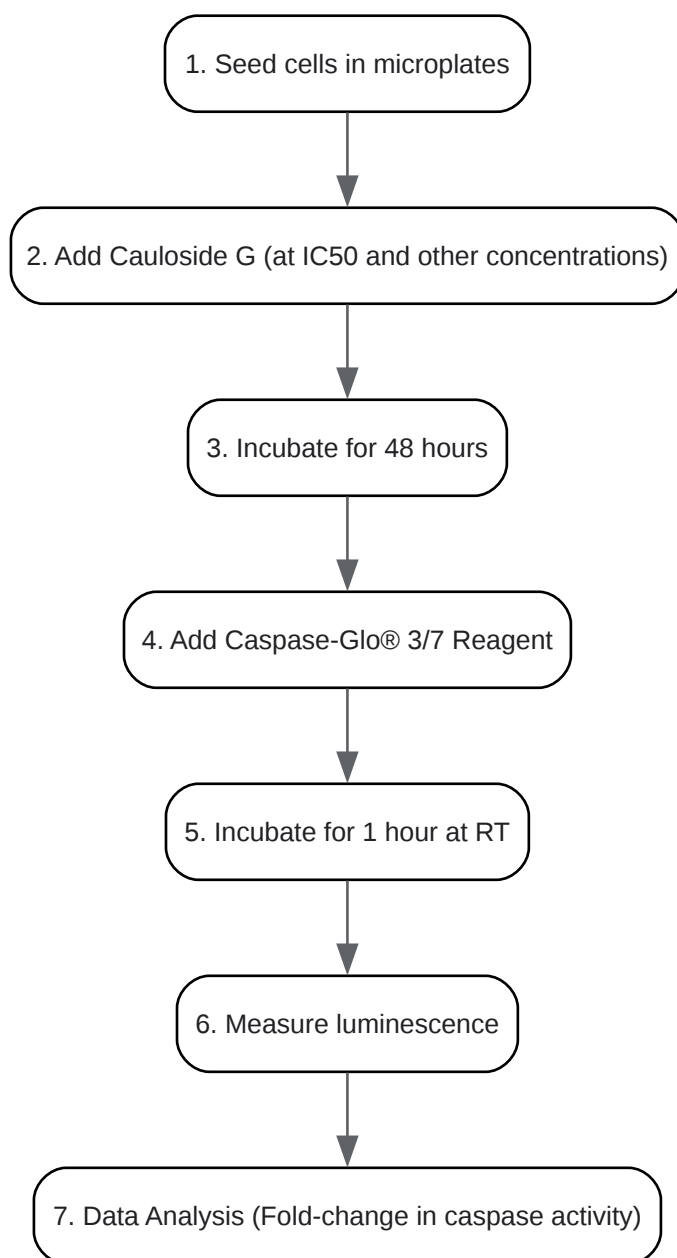 1. Seed cells in microplates
2. Add Cauloside G (at IC50 and other concentrations)
3. Incubate for 48 hours
4. Add Caspase-Glo® 3/7 Reagent
5. Incubate for 1 hour at RT
6. Measure luminescence
7. Data Analysis (Fold-change in caspase activity)